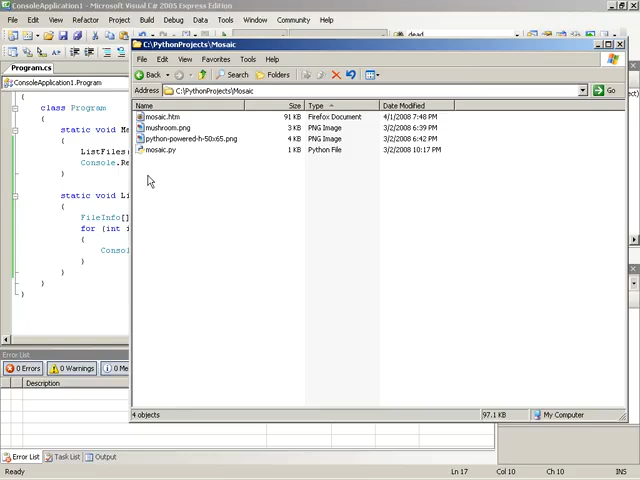 ConsoleApplication1 - Microsoft Visual C# 2005 Express Edition
File Edit View Refactor Project Build Debug Data Tools Window Community Help
dead
Program.cs
ConsoleApplication1.Program
{
class Program
{
static void
{
ListFiles(
Console.Re
}
static void Li
{
FileInfo[]
for (int i
{
Conso
}
}
}
}
C:\PythonProjects\Mosaic
File Edit View Favorites Tools Help
Back Search Folders
Address C:\PythonProjects\Mosaic Go
Name Size Type Date Modified
mosaic.htm 91 KB Firefox Document 4/1/2008 7:48 PM
mushroom.png 3 KB PNG Image 3/2/2008 6:39 PM
python-powered-h-50x65.png 4 KB PNG Image 3/2/2008 6:42 PM
mosaic.py 1 KB Python File 3/2/2008 10:17 PM
4 objects 97.1 KB My Computer
Error List
0 Errors 0 Warnings 0 Me
Description
Error List Task List Output
Ready Ln 17 Col 10 Ch 10 INS